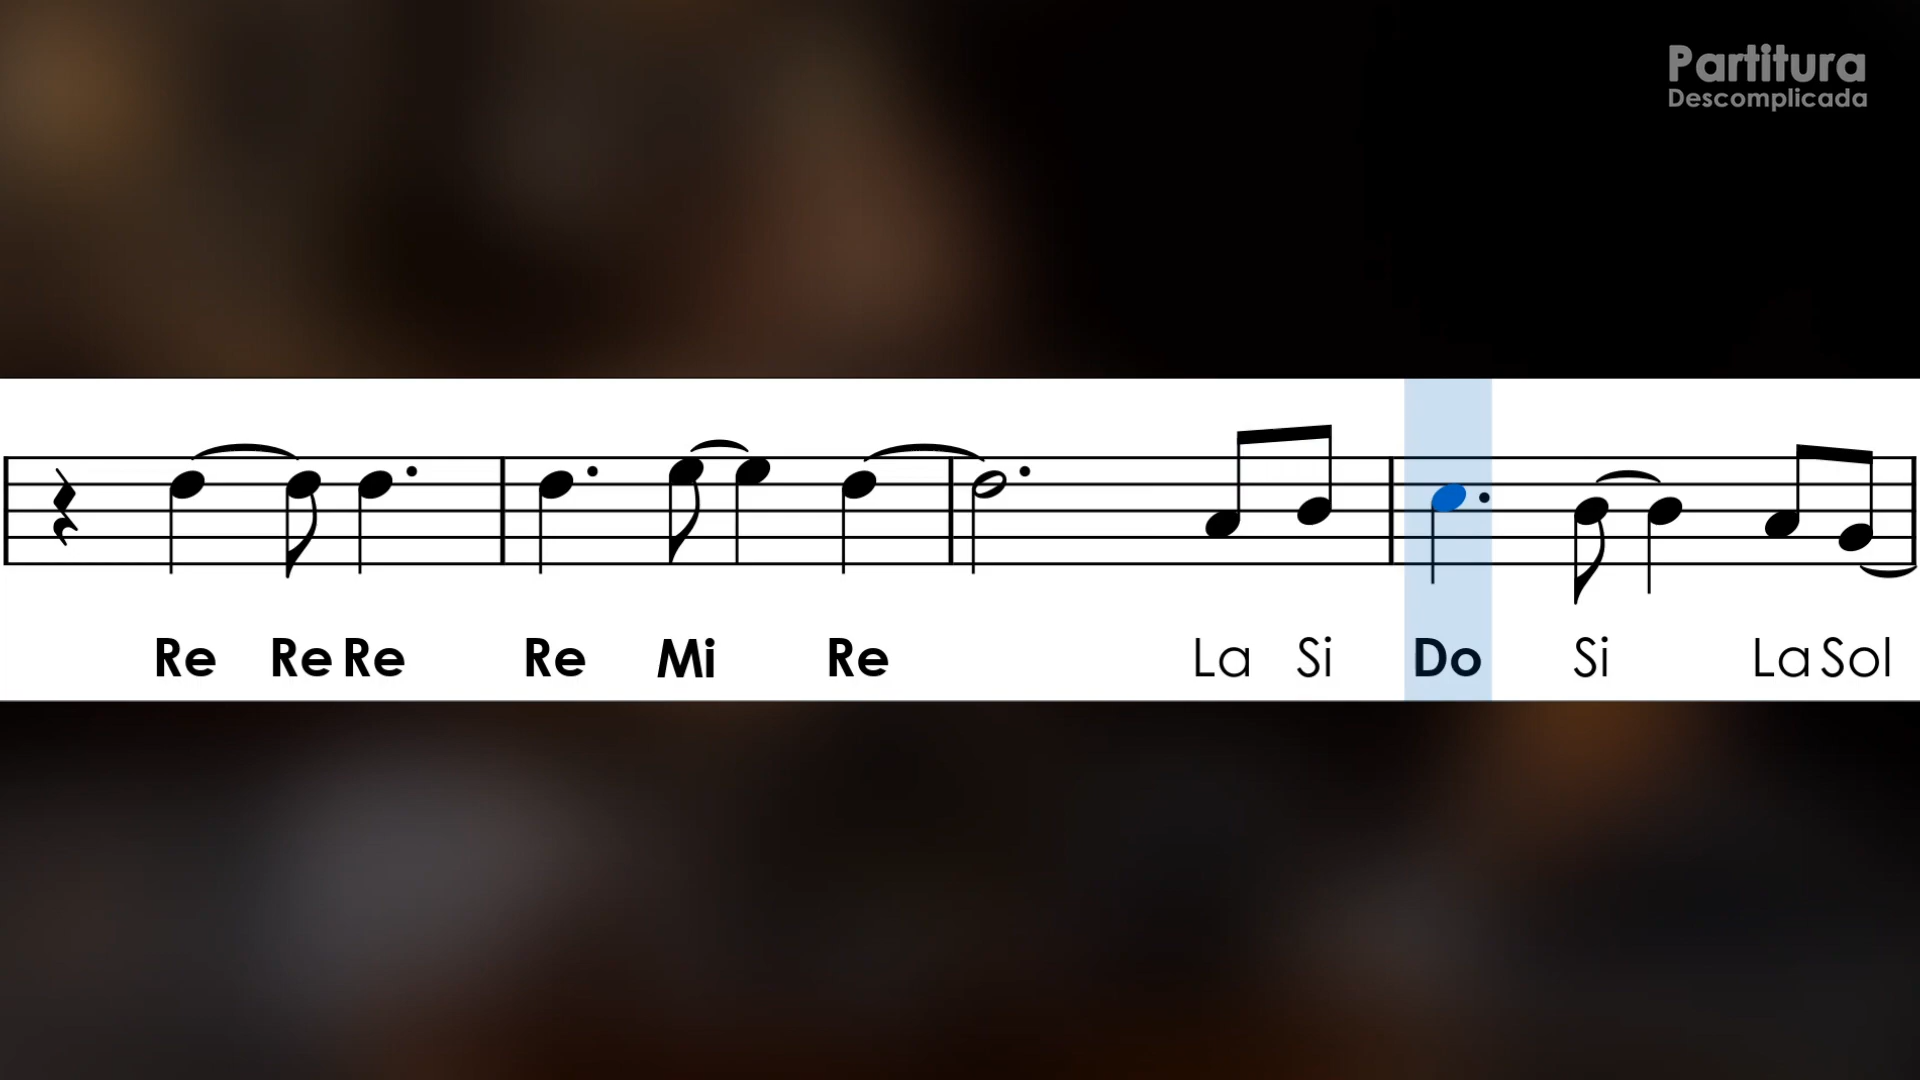 Partitura
Descomplicada
Re Re Re Re Mi Re La Si Do Si La Sol